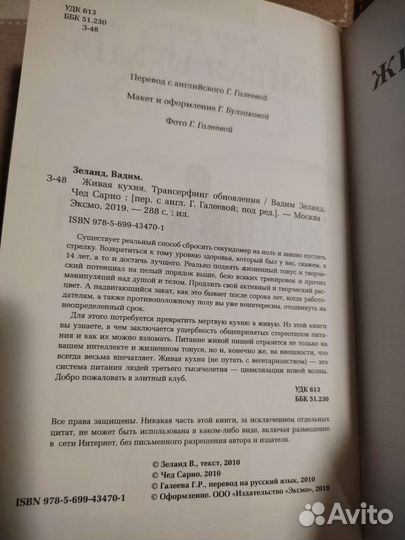 УДК 613
ББК 51.230
З-48
Перевод с английского Г. Галеевой
Макет и оформление Г. Булгаковой
Фото Г. Галеевой
Зеланд, Вадим.
З-48 Живая кухня. Трансерфинг обновления / Вадим Зеланд,
Чед Сарно ; [пер. с англ. Г. Галеевой; под ред.]. — Москва :
Эксмо, 2019. — 288 с. : ил.
ISBN 978-5-699-43470-1
Существует реальный способ сбросить секундомер на ноль и заново пустить
стрелку. Возвратиться к тому уровню здоровья, который был у вас, скажем, в
14 лет, а то и достичь лучшего. Реально поднять жизненный тонус и творче-
ский потенциал на целый порядок выше, безо всяких тренировок и прочих
манипуляций над душой и телом. Продлить свой активный и творческий рас-
цвет. А надвигающийся закат, как это бывает после сорока лет, когда работо-
дателям, а также противоположному полу вы уже неинтересны, отодвинуть на
неопределенный срок.
Для этого потребуется превратить мертвую кухню в живую. Из этой книги
вы узнаете, в чем заключается ущербность общепринятых стереотипов пита-
ния и как их можно взломать. Питание живой пищей отразится не только на
вашем интеллекте и жизненном тонусе, но и, конечно же, на внешности, что
всегда весьма впечатляет. Живая кухня (не путать с вегетарианством) — это
система питания людей третьего тысячелетия — цивилизации новой волны.
Добро пожаловать в элитный клуб.
УДК 613
ББК 51.230
Все права защищены. Никакая часть этой книги, за исключением отдельных
цитат, не может быть использована в каком-либо виде, включая размещение
в сети Интернет, без письменного разрешения автора и издателя.
© Зеланд В., текст, 2010
© Чед Сарно, 2010
© Галеева Г.Р., перевод на русский язык, 2010
ISBN 978-5-699-43470-1 © Оформление. ООО «Издательство «Эксмо», 2019
Avito